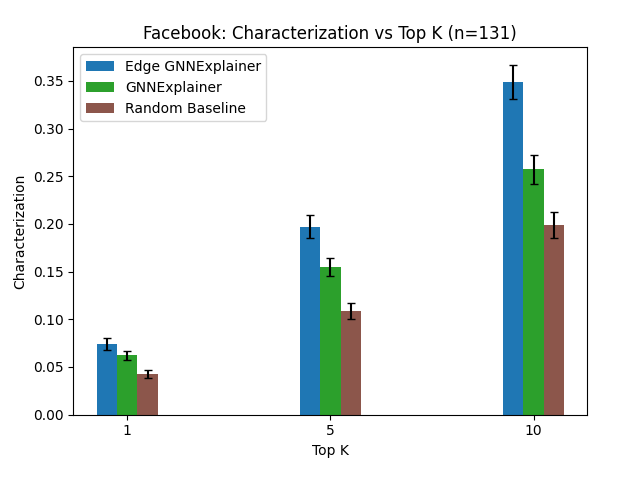 Facebook: Characterization vs Top K (n=131)
Edge GNNExplainer
GNNExplainer
Random Baseline
0.35
0.30
0.25
0.20
0.15
0.10
0.05
0.00
Characterization
1 5 10
Top K